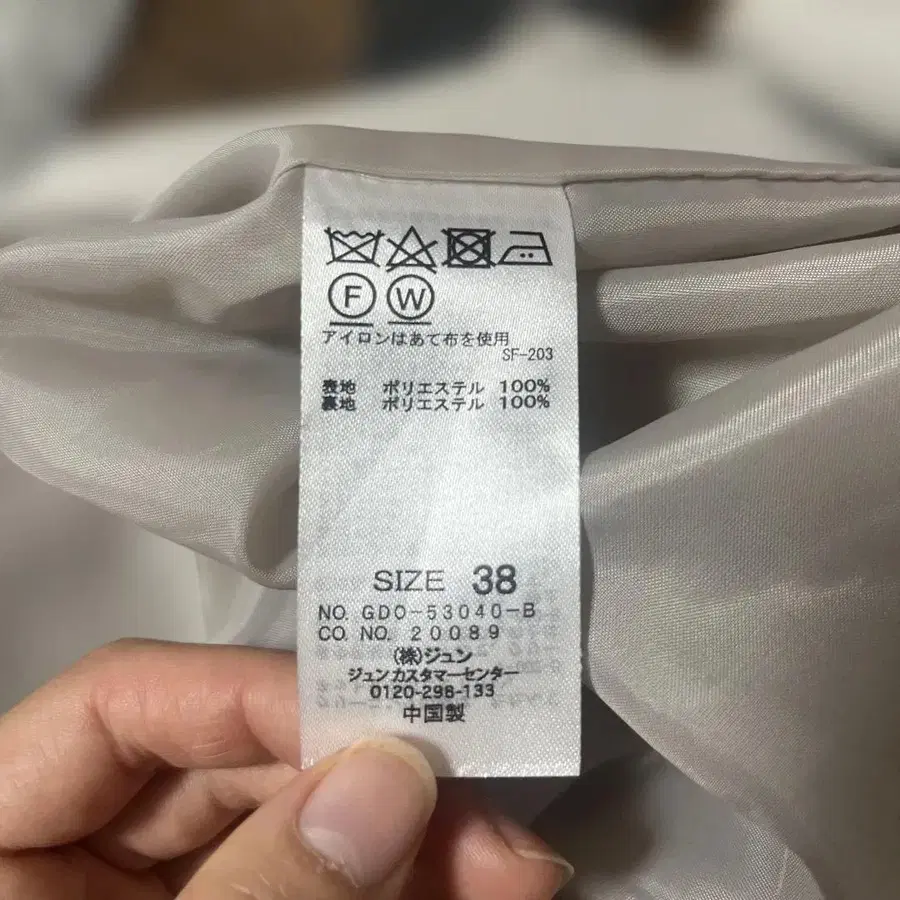 F W
アイロンはあて布を使用
SF-203
表地 ポリエステル 100%
裏地 ポリエステル 100%
SIZE 38
NO. GDO-53040-B
CO. NO. 20089
(株)ジュン
ジュンカスタマーセンター
0120-298-133
中国製